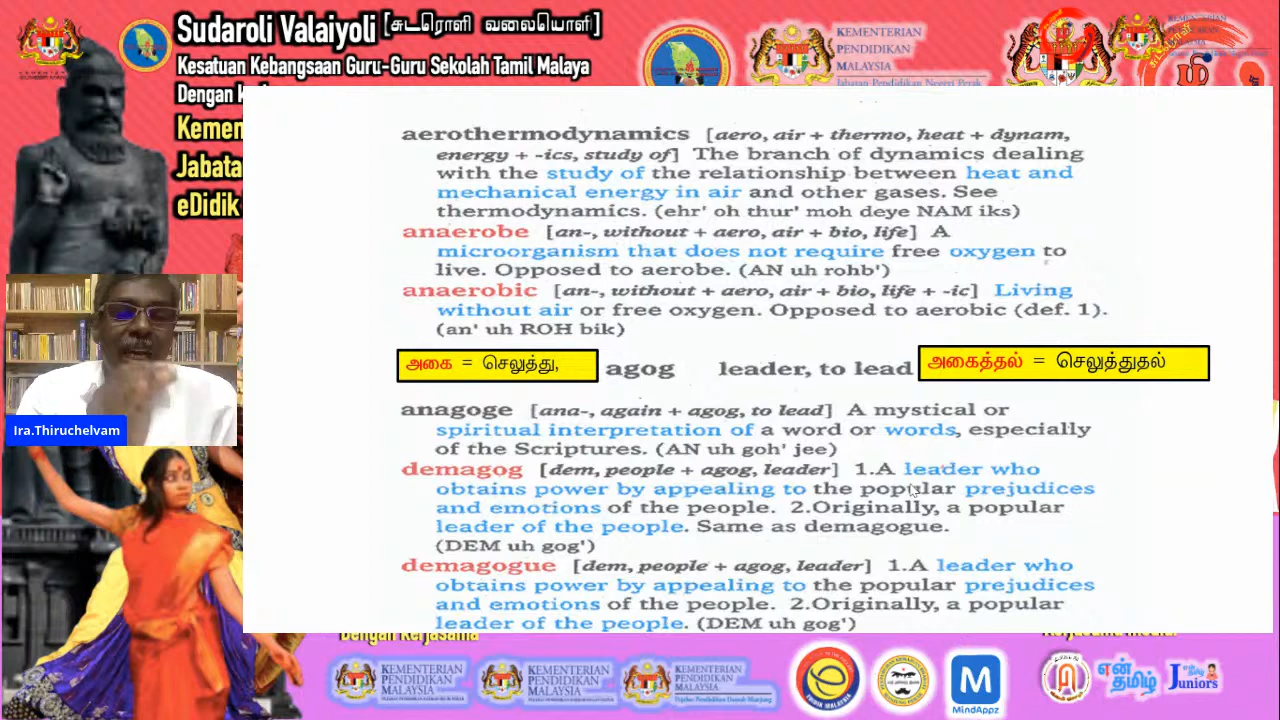 Sudaroli Valaiyoli [சுடரொளி வலையொளி]
Kesatuan Kebangsaan Guru-Guru Sekolah Tamil Malaya
Dengan K
Kemen
Jabata
eDidik
KEMENTERIAN
PENDIDIKAN
MALAYSIA
Jabatan Pendidikan Negeri Perak
aerothermodynamics [aero, air + thermo, heat + dynam,
energy + -ics, study of] The branch of dynamics dealing
with the study of the relationship between heat and
mechanical energy in air and other gases. See
thermodynamics. (ehr' oh thur' moh deye NAM iks)
anaerobe [an-, without + aero, air + bio, life] A
microorganism that does not require free oxygen to
live. Opposed to aerobe. (AN uh rohb')
anaerobic [an-, without + aero, air + bio, life + -ic] Living
without air or free oxygen. Opposed to aerobic (def. 1).
(an' uh ROH bik)
அகை = செலுத்து, agog leader, to lead அகைத்தல் = செலுத்துதல்
anagoge [ana-, again + agog, to lead] A mystical or
spiritual interpretation of a word or words, especially
of the Scriptures. (AN uh goh' jee)
demagog [dem, people + agog, leader] 1.A leader who
obtains power by appealing to the popular prejudices
and emotions of the people. 2.Originally, a popular
leader of the people. Same as demagogue.
(DEM uh gog')
demagogue [dem, people + agog, leader] 1.A leader who
obtains power by appealing to the popular prejudices
and emotions of the people. 2.Originally, a popular
leader of the people. (DEM uh gog')
Ira.Thiruchelvam
Dengan Kerjasama
KEMENTERIAN
PENDIDIKAN
MALAYSIA
KEMENTERIAN
PENDIDIKAN
MALAYSIA
KEMENTERIAN
PENDIDIKAN
MALAYSIA
M
MindAppz
என்
தமிழ்
Juniors